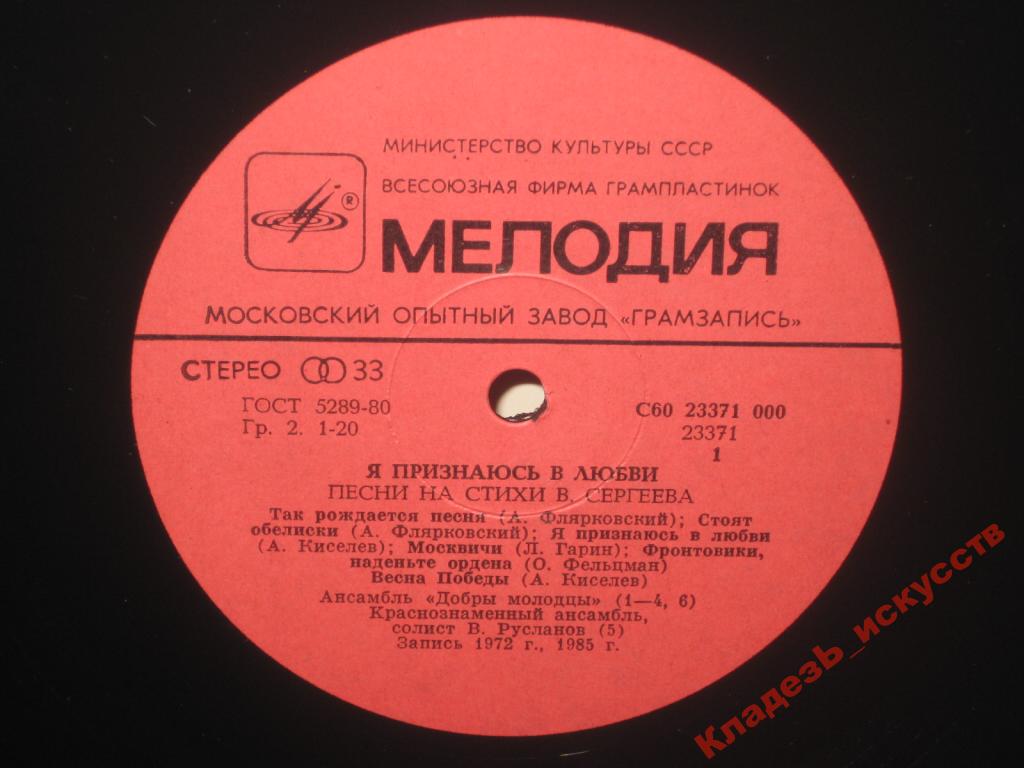 МИНИСТЕРСТВО КУЛЬТУРЫ СССР
ВСЕСОЮЗНАЯ ФИРМА ГРАМПЛАСТИНОК
®
МЕЛОДИЯ
МОСКОВСКИЙ ОПЫТНЫЙ ЗАВОД «ГРАМЗАПИСЬ»
СТЕРЕО 33
ГОСТ 5289-80
Гр. 2. 1-20
С60 23371 000
23371
1
Я ПРИЗНАЮСЬ В ЛЮБВИ
ПЕСНИ НА СТИХИ В. СЕРГЕЕВА
Так рождается песня (А. Флярковский); Стоят
обелиски (А. Флярковский); Я признаюсь в любви
(А. Киселев); Москвичи (Л. Гарин); Фронтовики,
наденьте ордена (О. Фельцман)
Весна Победы (А. Киселев)
Ансамбль «Добры молодцы» (1—4, 6)
Краснознаменный ансамбль,
солист В. Русланов (5)
Запись 1972 г., 1985 г.
Кладезь_искусств